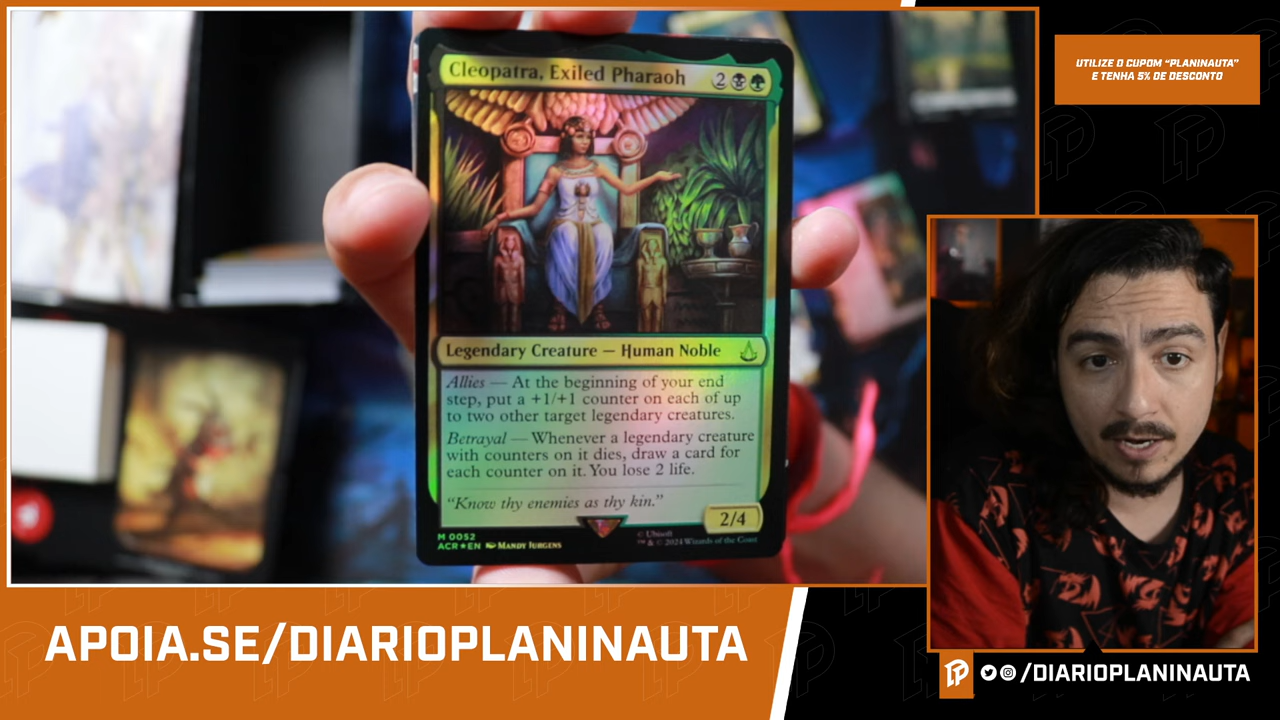 UTILIZE O CUPOM “PLANINAUTA”
E TENHA 5% DE DESCONTO
Cleopatra, Exiled Pharaoh 2
Legendary Creature — Human Noble
Allies — At the beginning of your end
step, put a +1/+1 counter on each of up
to two other target legendary creatures.
Betrayal — Whenever a legendary creature
with counters on it dies, draw a card for
each counter on it. You lose 2 life.
“Know thy enemies as thy kin.”
2/4
M 0052
ACR★EN MANDY JURGENS
© Ubisoft
™ & © 2024 Wizards of the Coast
APOIA.SE/DIARIOPLANINAUTA
/DIARIOPLANINAUTA